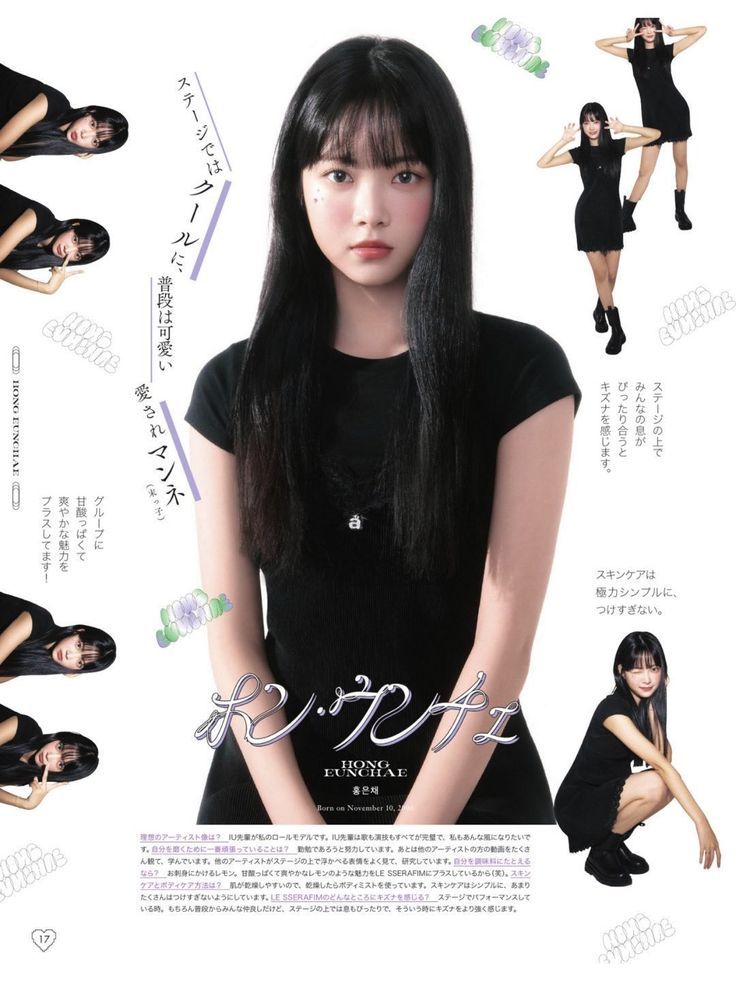 ステージでは
クールに、
普段は可愛い
愛されマンネ
(末っ子)
HONG EUNCHAE
HONG EUNCHAE
HONG EUNCHAE
グループに
甘酸っぱくて
爽やかな魅力を
プラスしてます!
ステージの上で
みんなの息が
ぴったり合うと
キズナを感じます。
スキンケアは
極力シンプルに、
つけすぎない。
HONG EUNCHAE
ホン・ウンチェ
HONG
EUNCHAE
홍은채
Born on November 10, 2006
理想のアーティスト像は? IU先輩が私のロールモデルです。IU先輩は歌も演技もすべてが完璧で、私もあんな風になりたいで
す。自分を磨くために一番頑張っていることは? 勤勉であろうと努力しています。あとは他のアーティストの方の動画をたくさ
ん観て、学んでいます。他のアーティストがステージの上で浮かべる表情をよく見て、研究しています。自分を調味料にたとえる
なら? お刺身にかけるレモン。甘酸っぱくて爽やかなレモンのような魅力をLE SSERAFIMにプラスしているから(笑)。スキン
ケアとボディケア方法は? 肌が乾燥しやすいので、乾燥したらボディミストを使っています。スキンケアはシンプルに、あまり
たくさんはつけすぎないようにしています。LE SSERAFIMのどんなところにキズナを感じる? ステージでパフォーマンスして
いる時。もちろん普段からみんな仲良しだけど、ステージの上では息もぴったりで、そういう時にキズナをより強く感じます。
HONG EUNCHAE
HONG EUNCHAE
17